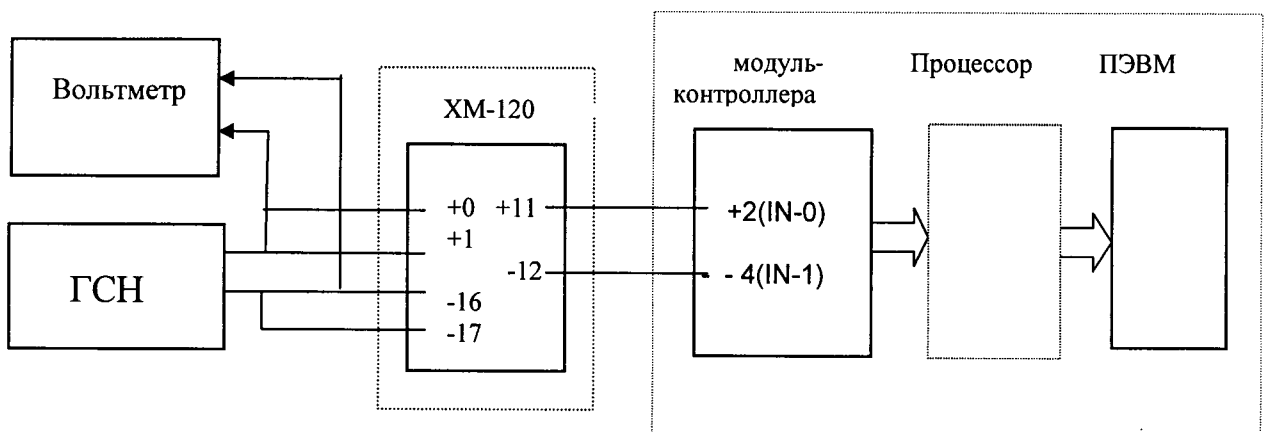 Вольтметр
ГСН
ХМ-120
+0 +11
+1
-12
-16
-17
модуль-
контроллера
+2(IN-0)
- 4(IN-1)
Процессор
ПЭВМ